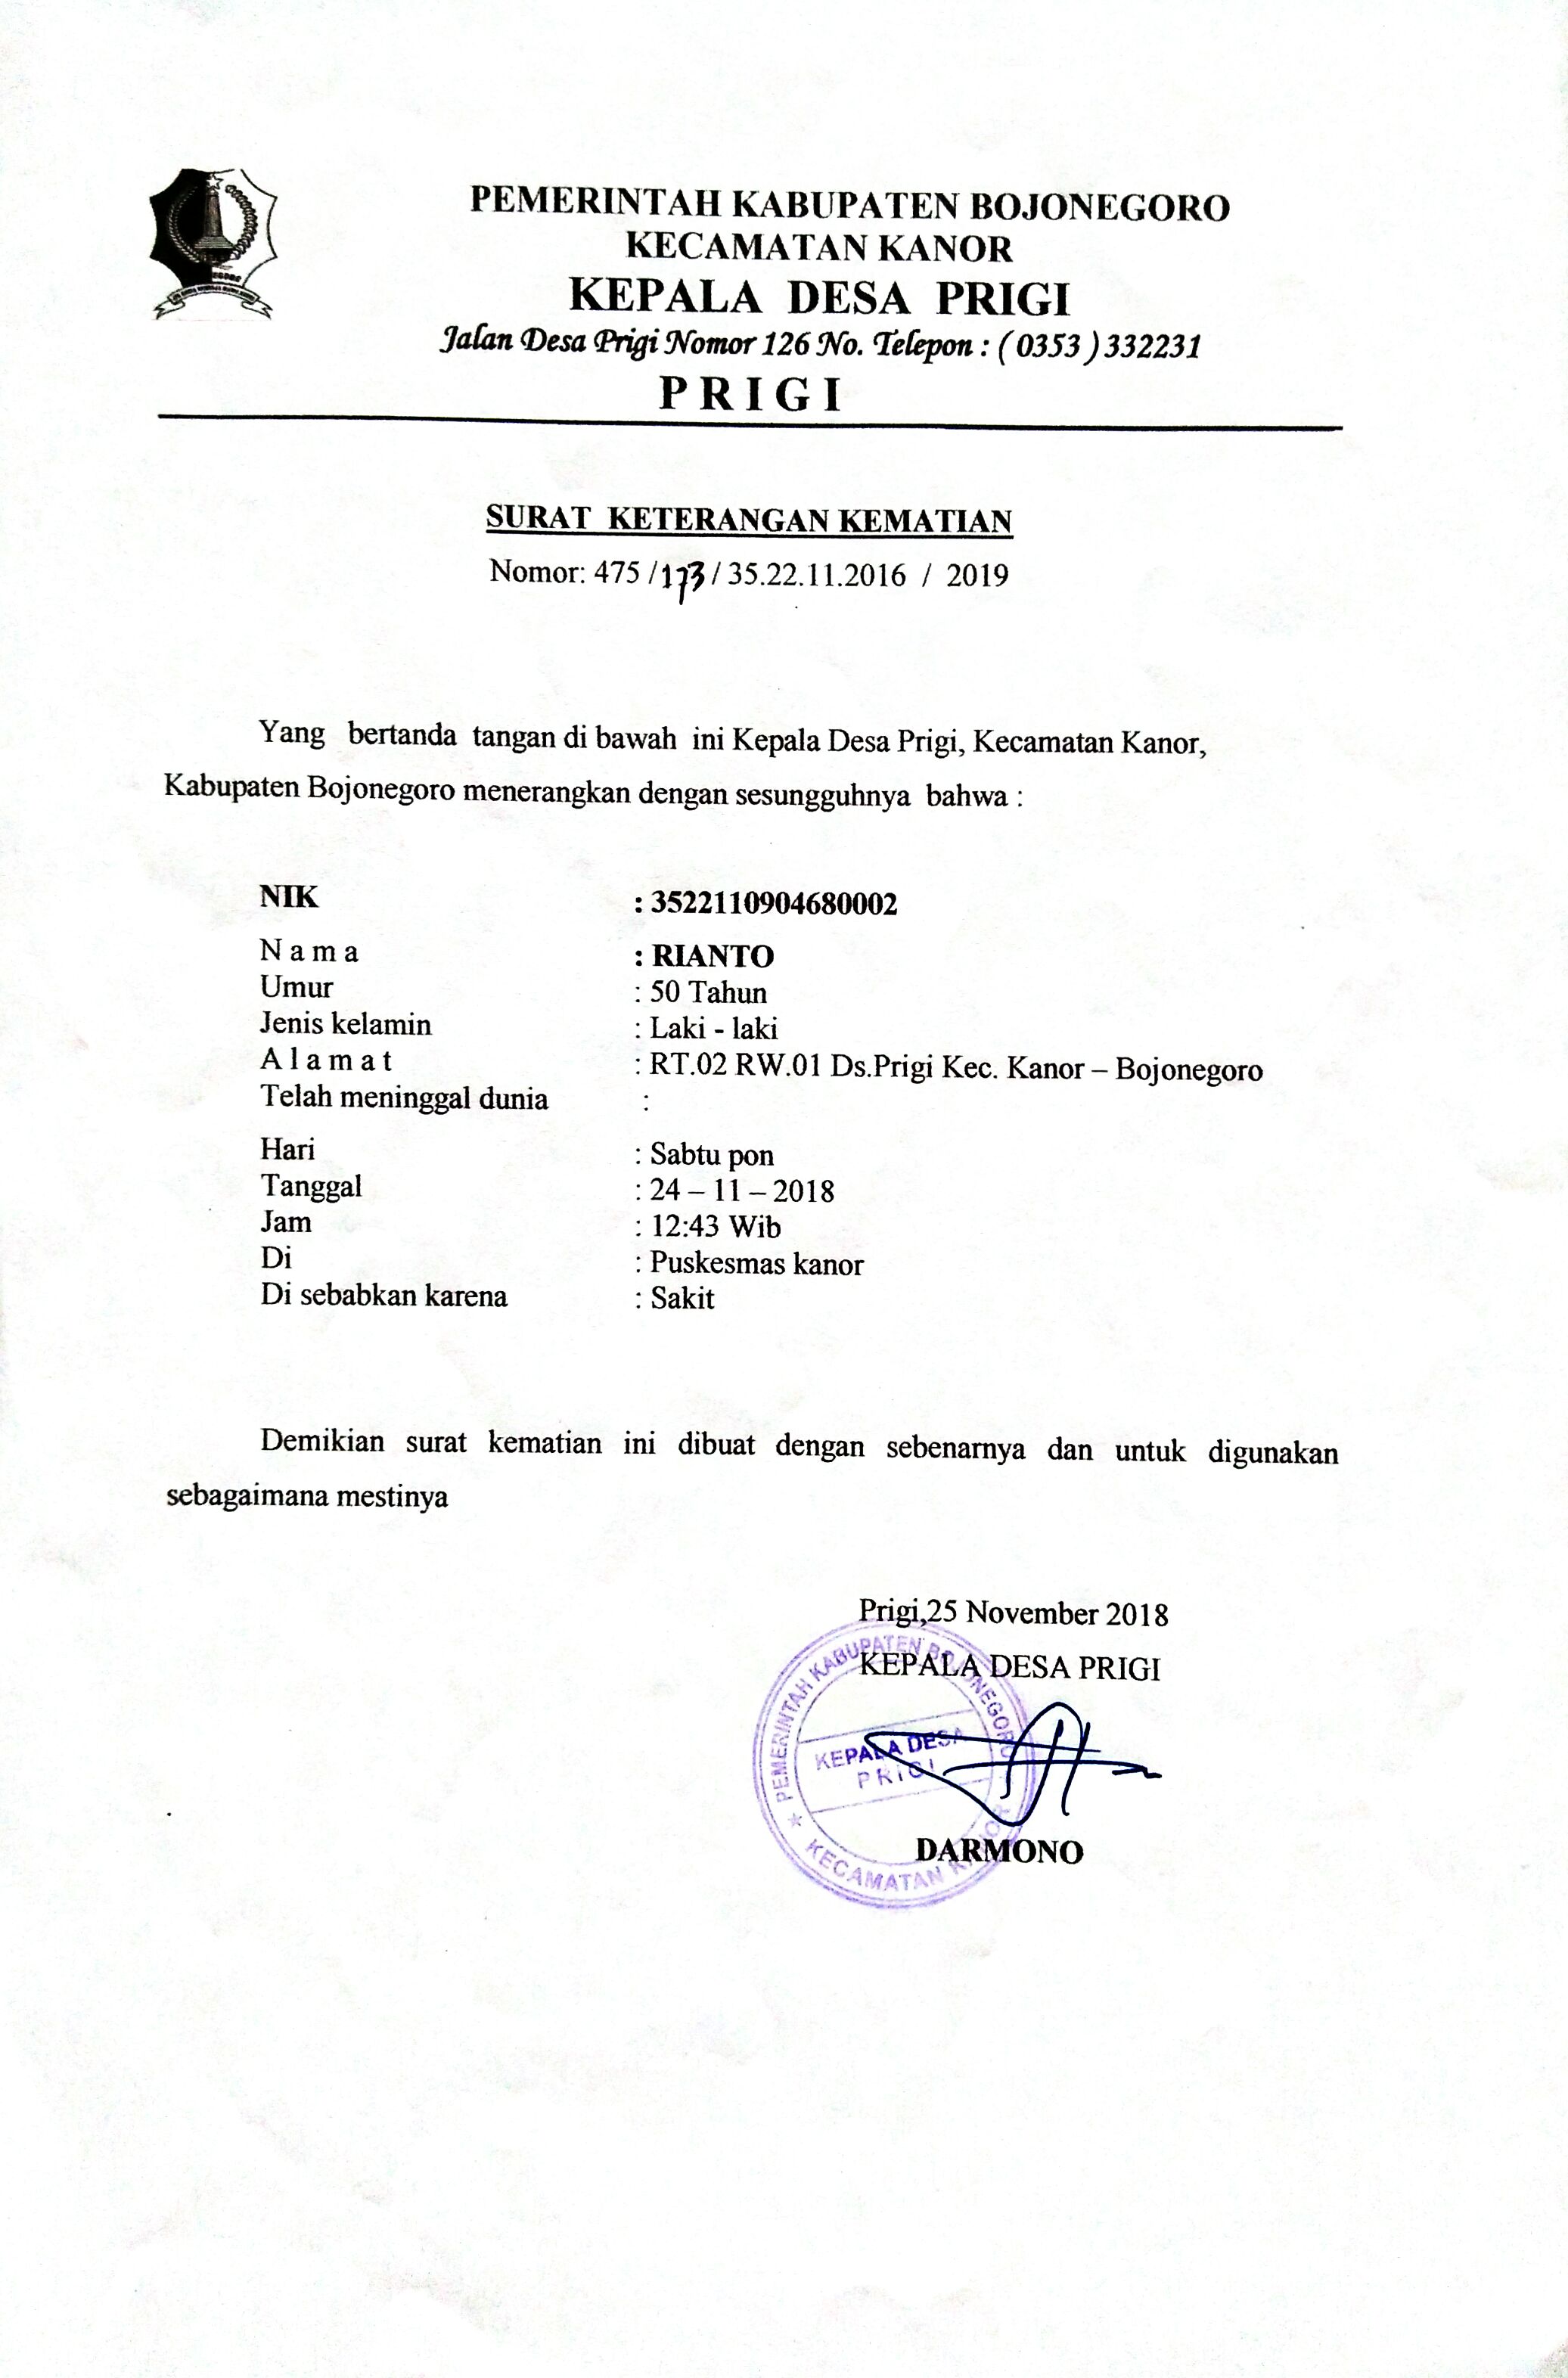 PEMERINTAH KABUPATEN BOJONEGORO
KECAMATAN KANOR
KEPALA DESA PRIGI
Jalan Desa Prigi Nomor 126 No. Telepon : ( 0353 ) 332231
P R I G I
SURAT KETERANGAN KEMATIAN
Nomor: 475 / 173 / 35.22.11.2016 / 2019
Yang bertanda tangan di bawah ini Kepala Desa Prigi, Kecamatan Kanor,
Kabupaten Bojonegoro menerangkan dengan sesungguhnya bahwa :
NIK : 3522110904680002
N a m a : RIANTO
Umur : 50 Tahun
Jenis kelamin : Laki - laki
A l a m a t : RT.02 RW.01 Ds.Prigi Kec. Kanor – Bojonegoro
Telah meninggal dunia :
Hari : Sabtu pon
Tanggal : 24 – 11 – 2018
Jam : 12:43 Wib
Di : Puskesmas kanor
Di sebabkan karena : Sakit
Demikian surat kematian ini dibuat dengan sebenarnya dan untuk digunakan
sebagaimana mestinya
Prigi,25 November 2018
KEPALA DESA PRIGI
PEMERINTAH KABUPATEN BOJONEGORO
KEPALA DESA
PRIGI
KECAMATAN KANOR
DARMONO